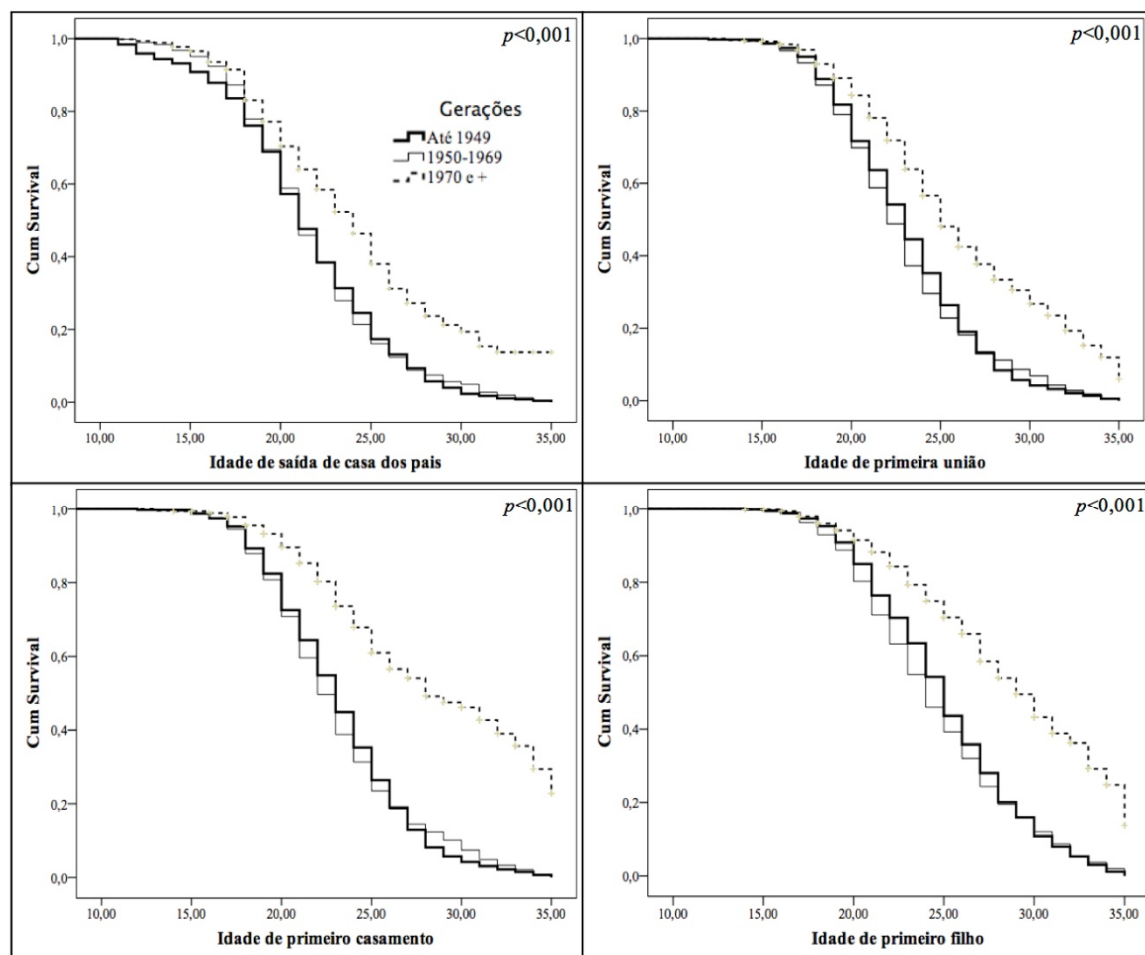 p<0,001
1,0
0,8
0,6
0,4
0,2
0,0
Cum Survival
Gerações
Até 1949
1950-1969
1970 e +
10,00 15,00 20,00 25,00 30,00 35,00
Idade de saída de casa dos pais
p<0,001
1,0
0,8
0,6
0,4
0,2
0,0
Cum Survival
10,00 15,00 20,00 25,00 30,00 35,00
Idade de primeira união
p<0,001
1,0
0,8
0,6
0,4
0,2
0,0
Cum Survival
10,00 15,00 20,00 25,00 30,00 35,00
Idade de primeiro casamento
p<0,001
1,0
0,8
0,6
0,4
0,2
0,0
Cum Survival
10,00 15,00 20,00 25,00 30,00 35,00
Idade de primeiro filho